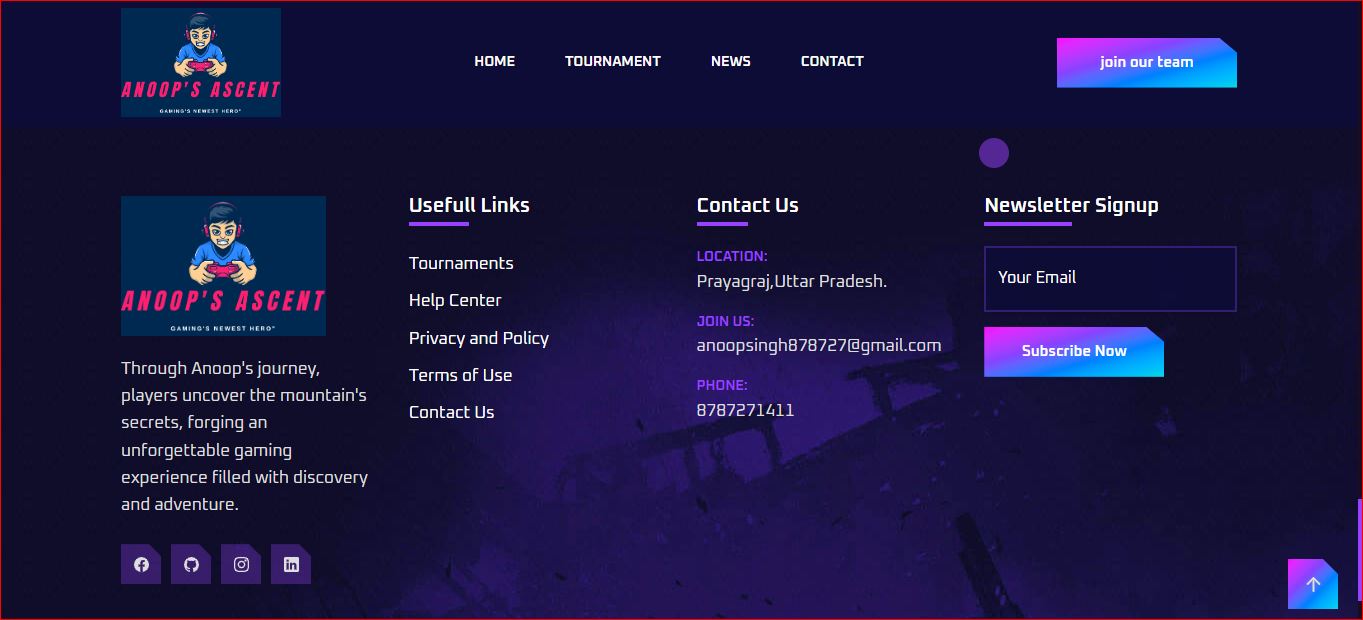 ANOOP'S ASCENT
GAMING'S NEWEST HERO"
HOME
TOURNAMENT
NEWS
CONTACT
join our team
ANOOP'S ASCENT
GAMING'S NEWEST HERO"
Through Anoop's journey,
players uncover the mountain's
secrets, forging an
unforgettable gaming
experience filled with discovery
and adventure.
Usefull Links
Tournaments
Help Center
Privacy and Policy
Terms of Use
Contact Us
Contact Us
LOCATION:
Prayagraj,Uttar Pradesh.
JOIN US:
anoopsingh878727@gmail.com
PHONE:
8787271411
Newsletter Signup
Your Email
Subscribe Now